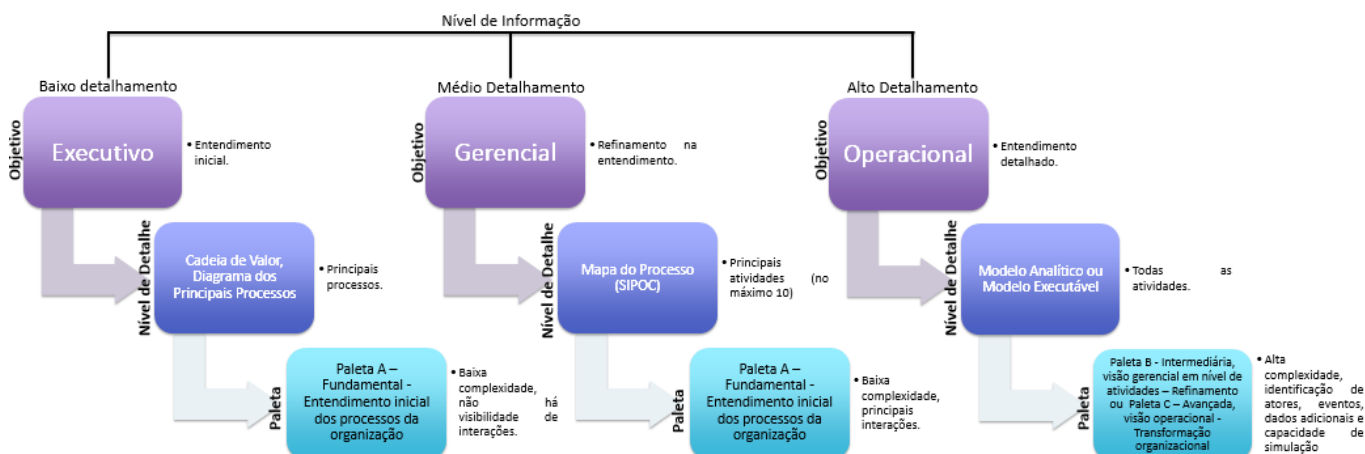 Nível de Informação
Baixo detalhamento
Objetivo
Executivo
• Entendimento
inicial.
Nível de Detalhe
Cadeia de Valor,
Diagrama dos
Principais Processos
• Principais
processos.
Paleta
Paleta A –
Fundamental -
Entendimento inicial
dos processos da
organização
• Baixa
complexidade,
não há
visibilidade de
interações.
Médio Detalhamento
Objetivo
Gerencial
• Refinamento na
entendimento.
Nível de Detalhe
Mapa do Processo
(SIPOC)
• Principais
atividades (no
máximo 10)
Paleta
Paleta A –
Fundamental -
Entendimento inicial
dos processos da
organização
• Baixa
complexidade,
principais
interações.
Alto Detalhamento
Objetivo
Operacional
• Entendimento
detalhado.
Nível de Detalhe
Modelo Analítico ou
Modelo Executável
• Todas as
atividades.
Paleta
Paleta B - Intermediária,
visão gerencial em nível de
atividades – Refinamento
ou Paleta C – Avançada,
visão operacional -
Transformação
organizacional
• Alta
complexidade,
identificação de
atores, eventos,
dados adicionais e
capacidade de
simulação